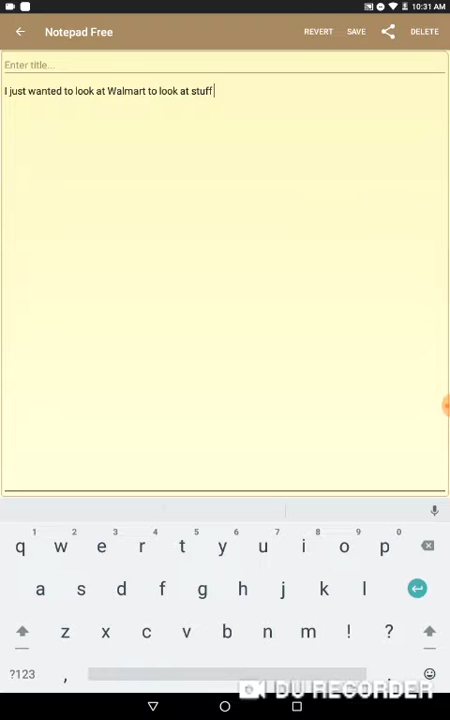 10:31 AM
Notepad Free
REVERT
SAVE
DELETE
Enter title...
I just wanted to look at Walmart to look at stuff
1 2 3 4 5 6 7 8 9 0
q w e r t y u i o p
a s d f g h j k l
z x c v b n m ! ?
?123 , .
DU RECORDER